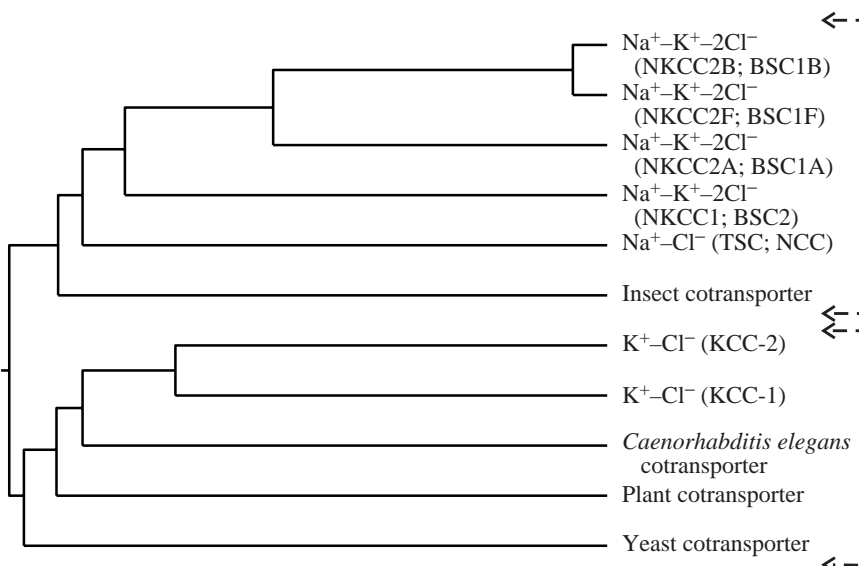 Na⁺–K⁺–2Cl⁻
(NKCC2B; BSC1B)
Na⁺–K⁺–2Cl⁻
(NKCC2F; BSC1F)
Na⁺–K⁺–2Cl⁻
(NKCC2A; BSC1A)
Na⁺–K⁺–2Cl⁻
(NKCC1; BSC2)
Na⁺–Cl⁻ (TSC; NCC)
Insect cotransporter
K⁺–Cl⁻ (KCC-2)
K⁺–Cl⁻ (KCC-1)
Caenorhabditis elegans
cotransporter
Plant cotransporter
Yeast cotransporter